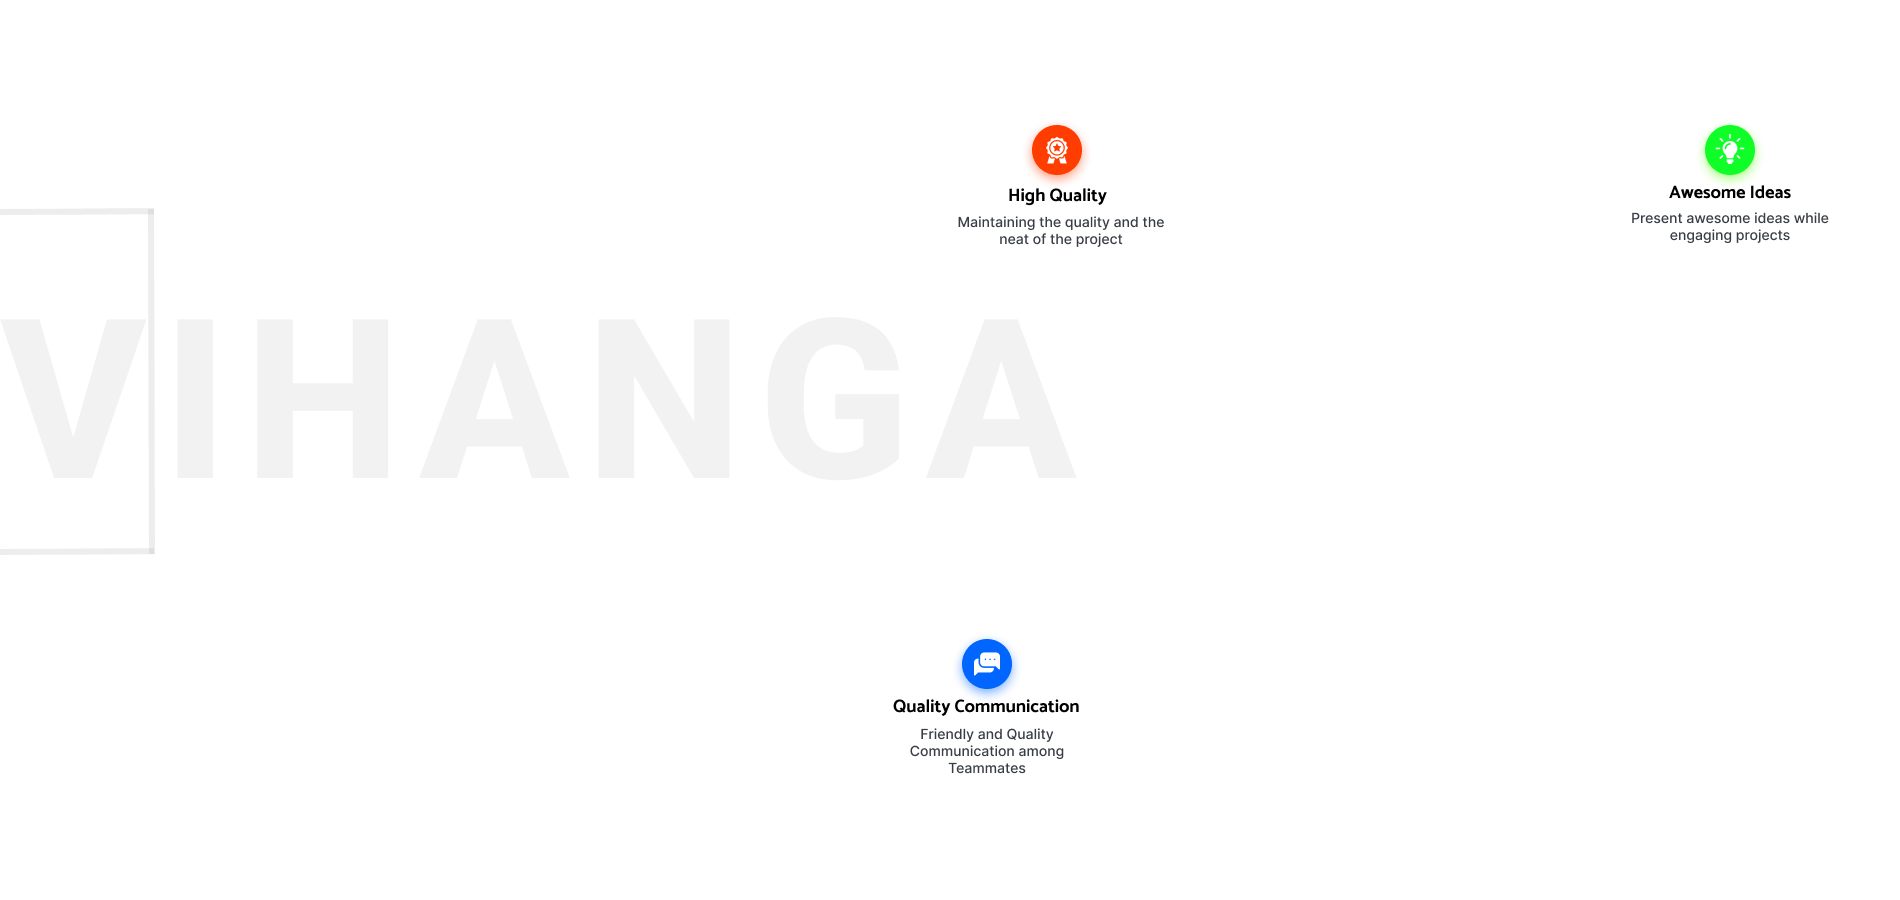 High Quality
Maintaining the quality and the
neat of the project
Awesome Ideas
Present awesome ideas while
engaging projects
VIHANGA
Quality Communication
Friendly and Quality
Communication among
Teammates